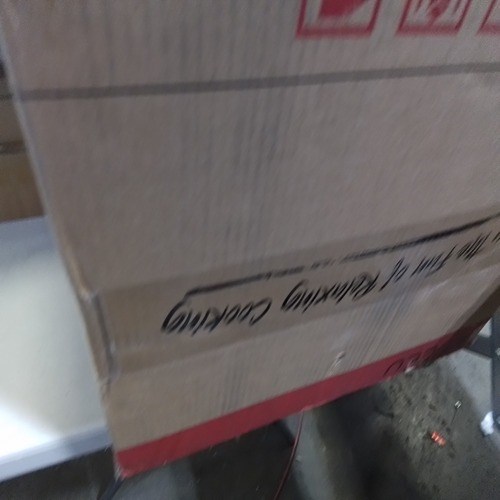 The Fun of Relaxing Cooking